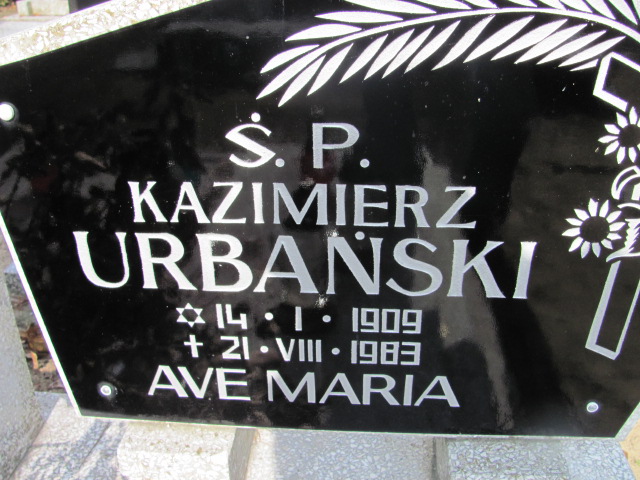 Ś. P.
KAZIMIERZ
URBAŃSKI
✡ 14 • I • 1909
✝ 21 • VIII • 1983
AVE MARIA